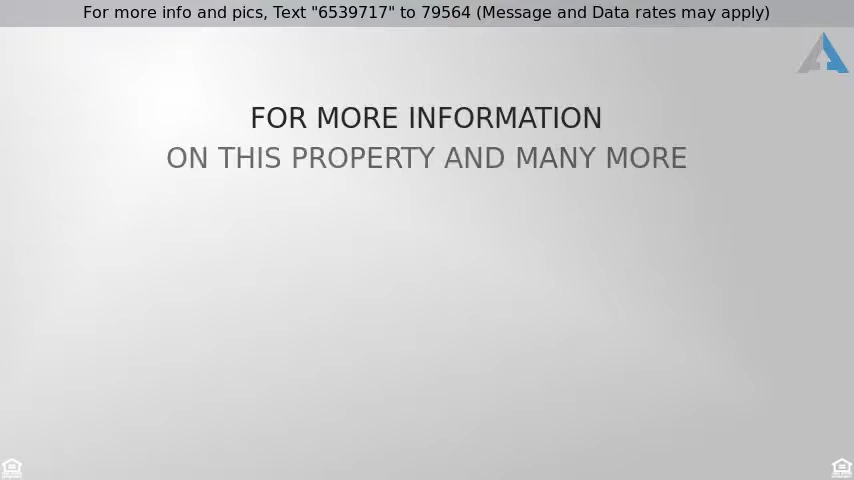 For more info and pics, Text "6539717" to 79564 (Message and Data rates may apply)
FOR MORE INFORMATION
ON THIS PROPERTY AND MANY MORE